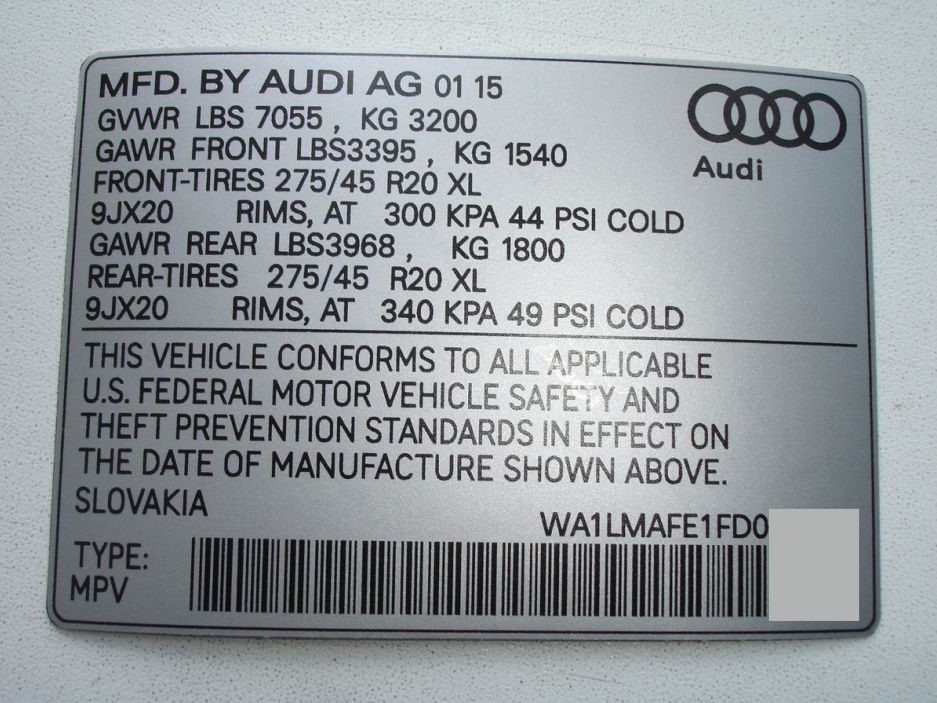 MFD. BY AUDI AG 01 15
GVWR LBS 7055 , KG 3200
GAWR FRONT LBS3395 , KG 1540
FRONT-TIRES 275/45 R20 XL
9JX20 RIMS, AT 300 KPA 44 PSI COLD
GAWR REAR LBS3968 , KG 1800
REAR-TIRES 275/45 R20 XL
9JX20 RIMS, AT 340 KPA 49 PSI COLD
Audi
THIS VEHICLE CONFORMS TO ALL APPLICABLE
U.S. FEDERAL MOTOR VEHICLE SAFETY AND
THEFT PREVENTION STANDARDS IN EFFECT ON
THE DATE OF MANUFACTURE SHOWN ABOVE.
SLOVAKIA
WA1LMAFE1FD0
TYPE:
MPV